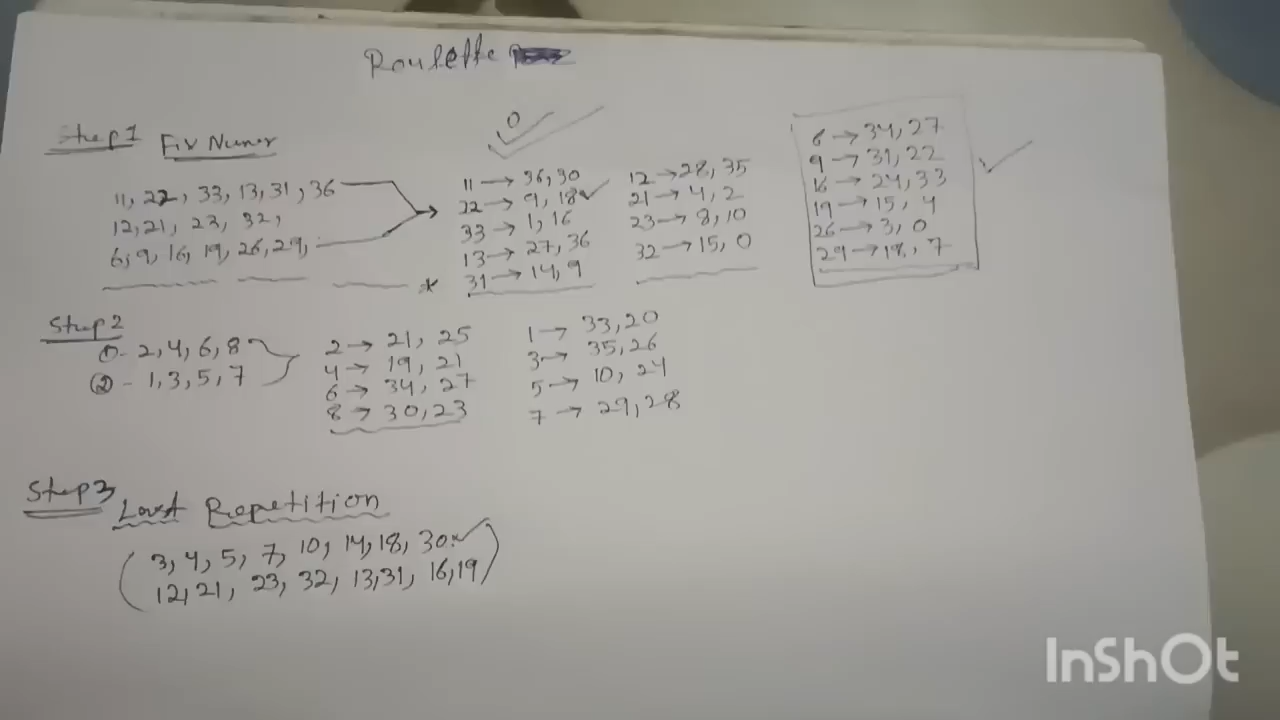 Roulette
Step 1 Fix Numer
11, 22, 33, 13, 31, 36
12, 21, 23, 32,
6, 9, 16, 19, 26, 29,
0
11 → 36, 30
22 → 9, 18 ✓
33 → 1, 16
13 → 27, 36
* 31 → 14, 9
12 → 28, 35
21 → 4, 2
23 → 8, 10
32 → 15, 0
6 → 34, 27
9 → 31, 22
16 → 24, 33
19 → 15, 4
26 → 3, 0
29 → 18, 7
Step 2
① - 2, 4, 6, 8
② - 1, 3, 5, 7
2 → 21, 25
4 → 19, 21
6 → 34, 27
8 → 30, 23
1 → 33, 20
3 → 35, 26
5 → 10, 24
7 → 29, 28
Step 3
Last Repetition
(3, 4, 5, 7, 10, 14, 18, 30
12, 21, 23, 32, 13, 31, 16, 19)
InShOt